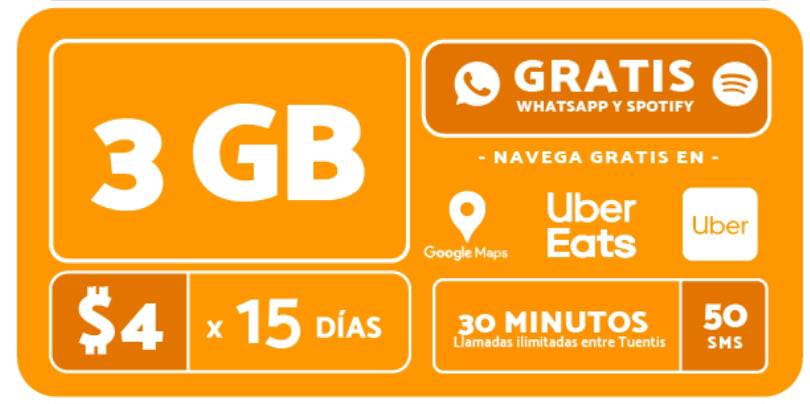 3 GB
GRATIS
WHATSAPP Y SPOTIFY
- NAVEGA GRATIS EN -
Google Maps
Uber
Eats
Uber
$4 x 15 DÍAS
30 MINUTOS
Llamadas ilimitadas entre Tuentis
50
SMS